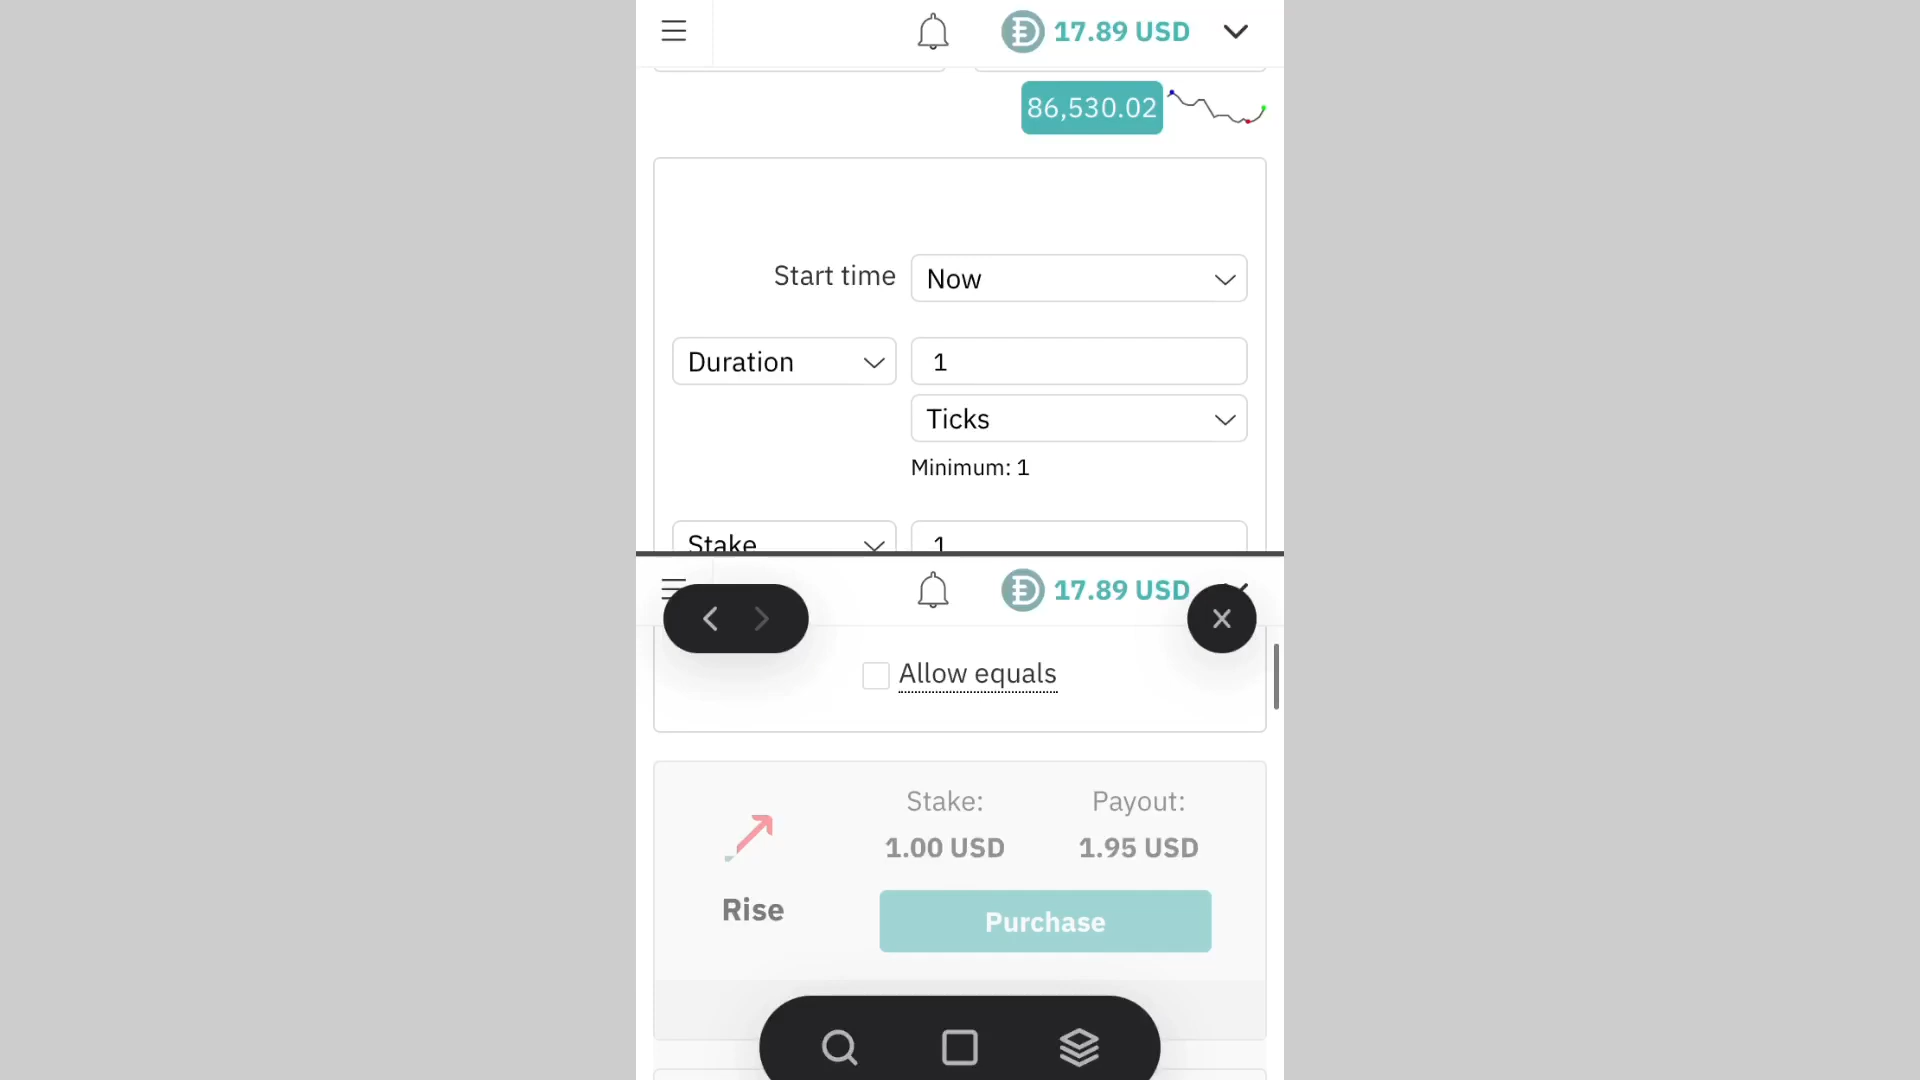 17.89 USD
86,530.02
Start time Now
Duration 1
Ticks
Minimum: 1
Stake 1
17.89 USD
Allow equals
Stake: Payout:
1.00 USD 1.95 USD
Rise
Purchase